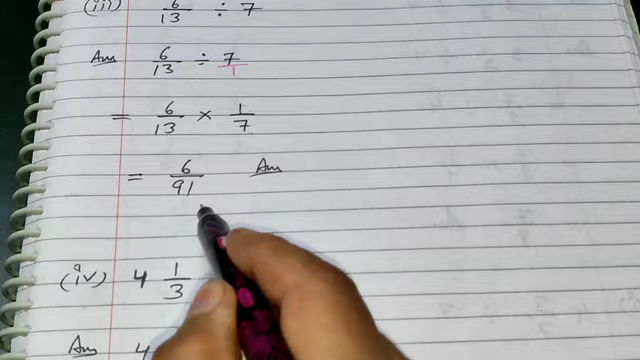 (iii) 6/13 ÷ 7
Ans 6/13 ÷ 7/1
= 6/13 × 1/7
= 6/91 Ans
(iv) 4 1/3
Ans 4